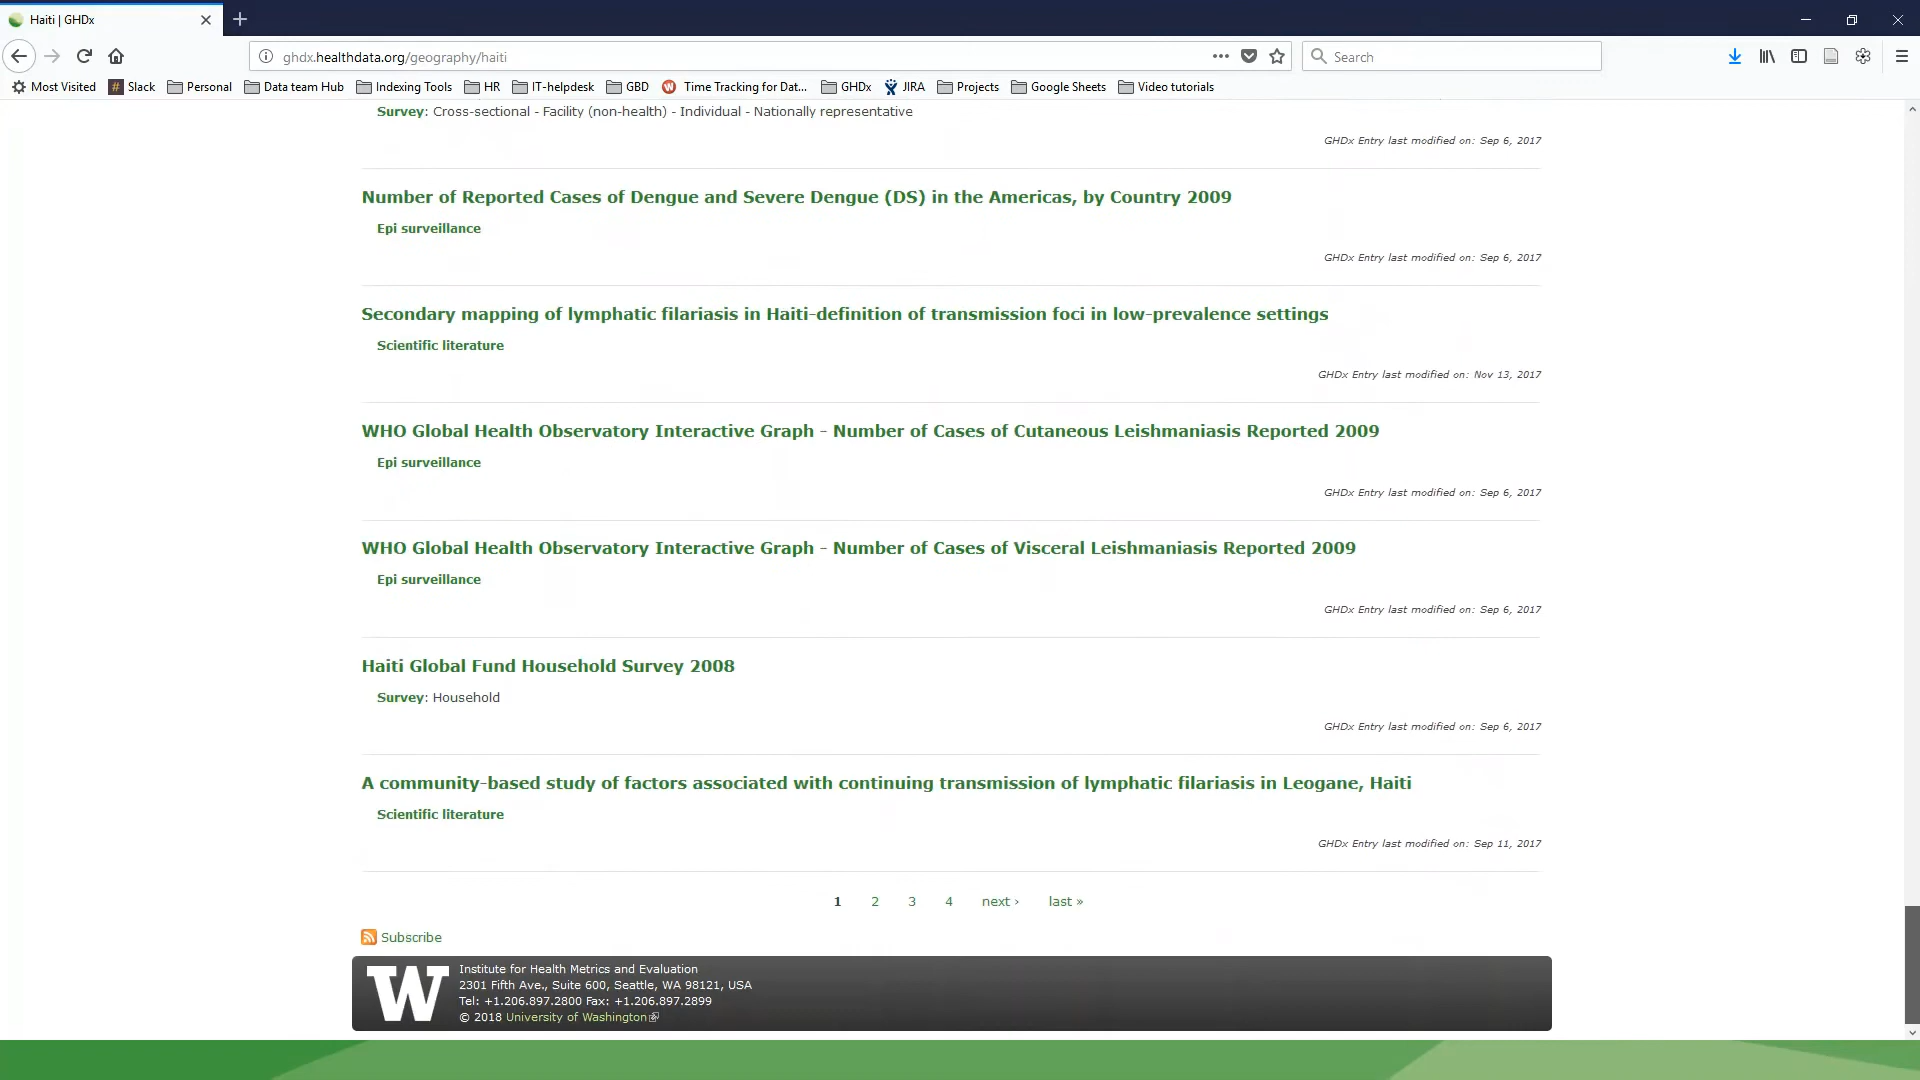 Haiti | GHDx
ghdx.healthdata.org/geography/haiti
Search
Most Visited # Slack Personal Data team Hub Indexing Tools HR IT-helpdesk GBD W Time Tracking for Dat... GHDx JIRA Projects Google Sheets Video tutorials
Survey: Cross-sectional - Facility (non-health) - Individual - Nationally representative
GHDx Entry last modified on: Sep 6, 2017
Number of Reported Cases of Dengue and Severe Dengue (DS) in the Americas, by Country 2009
Epi surveillance
GHDx Entry last modified on: Sep 6, 2017
Secondary mapping of lymphatic filariasis in Haiti-definition of transmission foci in low-prevalence settings
Scientific literature
GHDx Entry last modified on: Nov 13, 2017
WHO Global Health Observatory Interactive Graph - Number of Cases of Cutaneous Leishmaniasis Reported 2009
Epi surveillance
GHDx Entry last modified on: Sep 6, 2017
WHO Global Health Observatory Interactive Graph - Number of Cases of Visceral Leishmaniasis Reported 2009
Epi surveillance
GHDx Entry last modified on: Sep 6, 2017
Haiti Global Fund Household Survey 2008
Survey: Household
GHDx Entry last modified on: Sep 6, 2017
A community-based study of factors associated with continuing transmission of lymphatic filariasis in Leogane, Haiti
Scientific literature
GHDx Entry last modified on: Sep 11, 2017
1 2 3 4 next › last »
Subscribe
W
Institute for Health Metrics and Evaluation
2301 Fifth Ave., Suite 600, Seattle, WA 98121, USA
Tel: +1.206.897.2800 Fax: +1.206.897.2899
© 2018 University of Washington